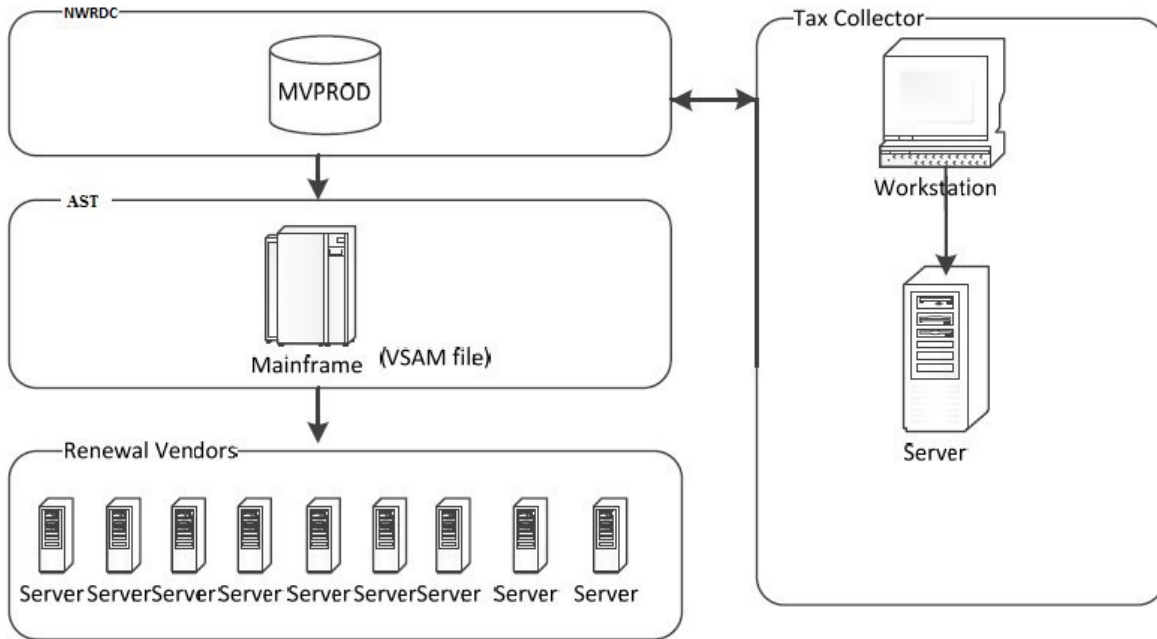 NWRDC
MVPROD
AST
Mainframe (VSAM file)
Renewal Vendors
Server Server Server Server Server Server Server Server Server
Tax Collector
Workstation
Server